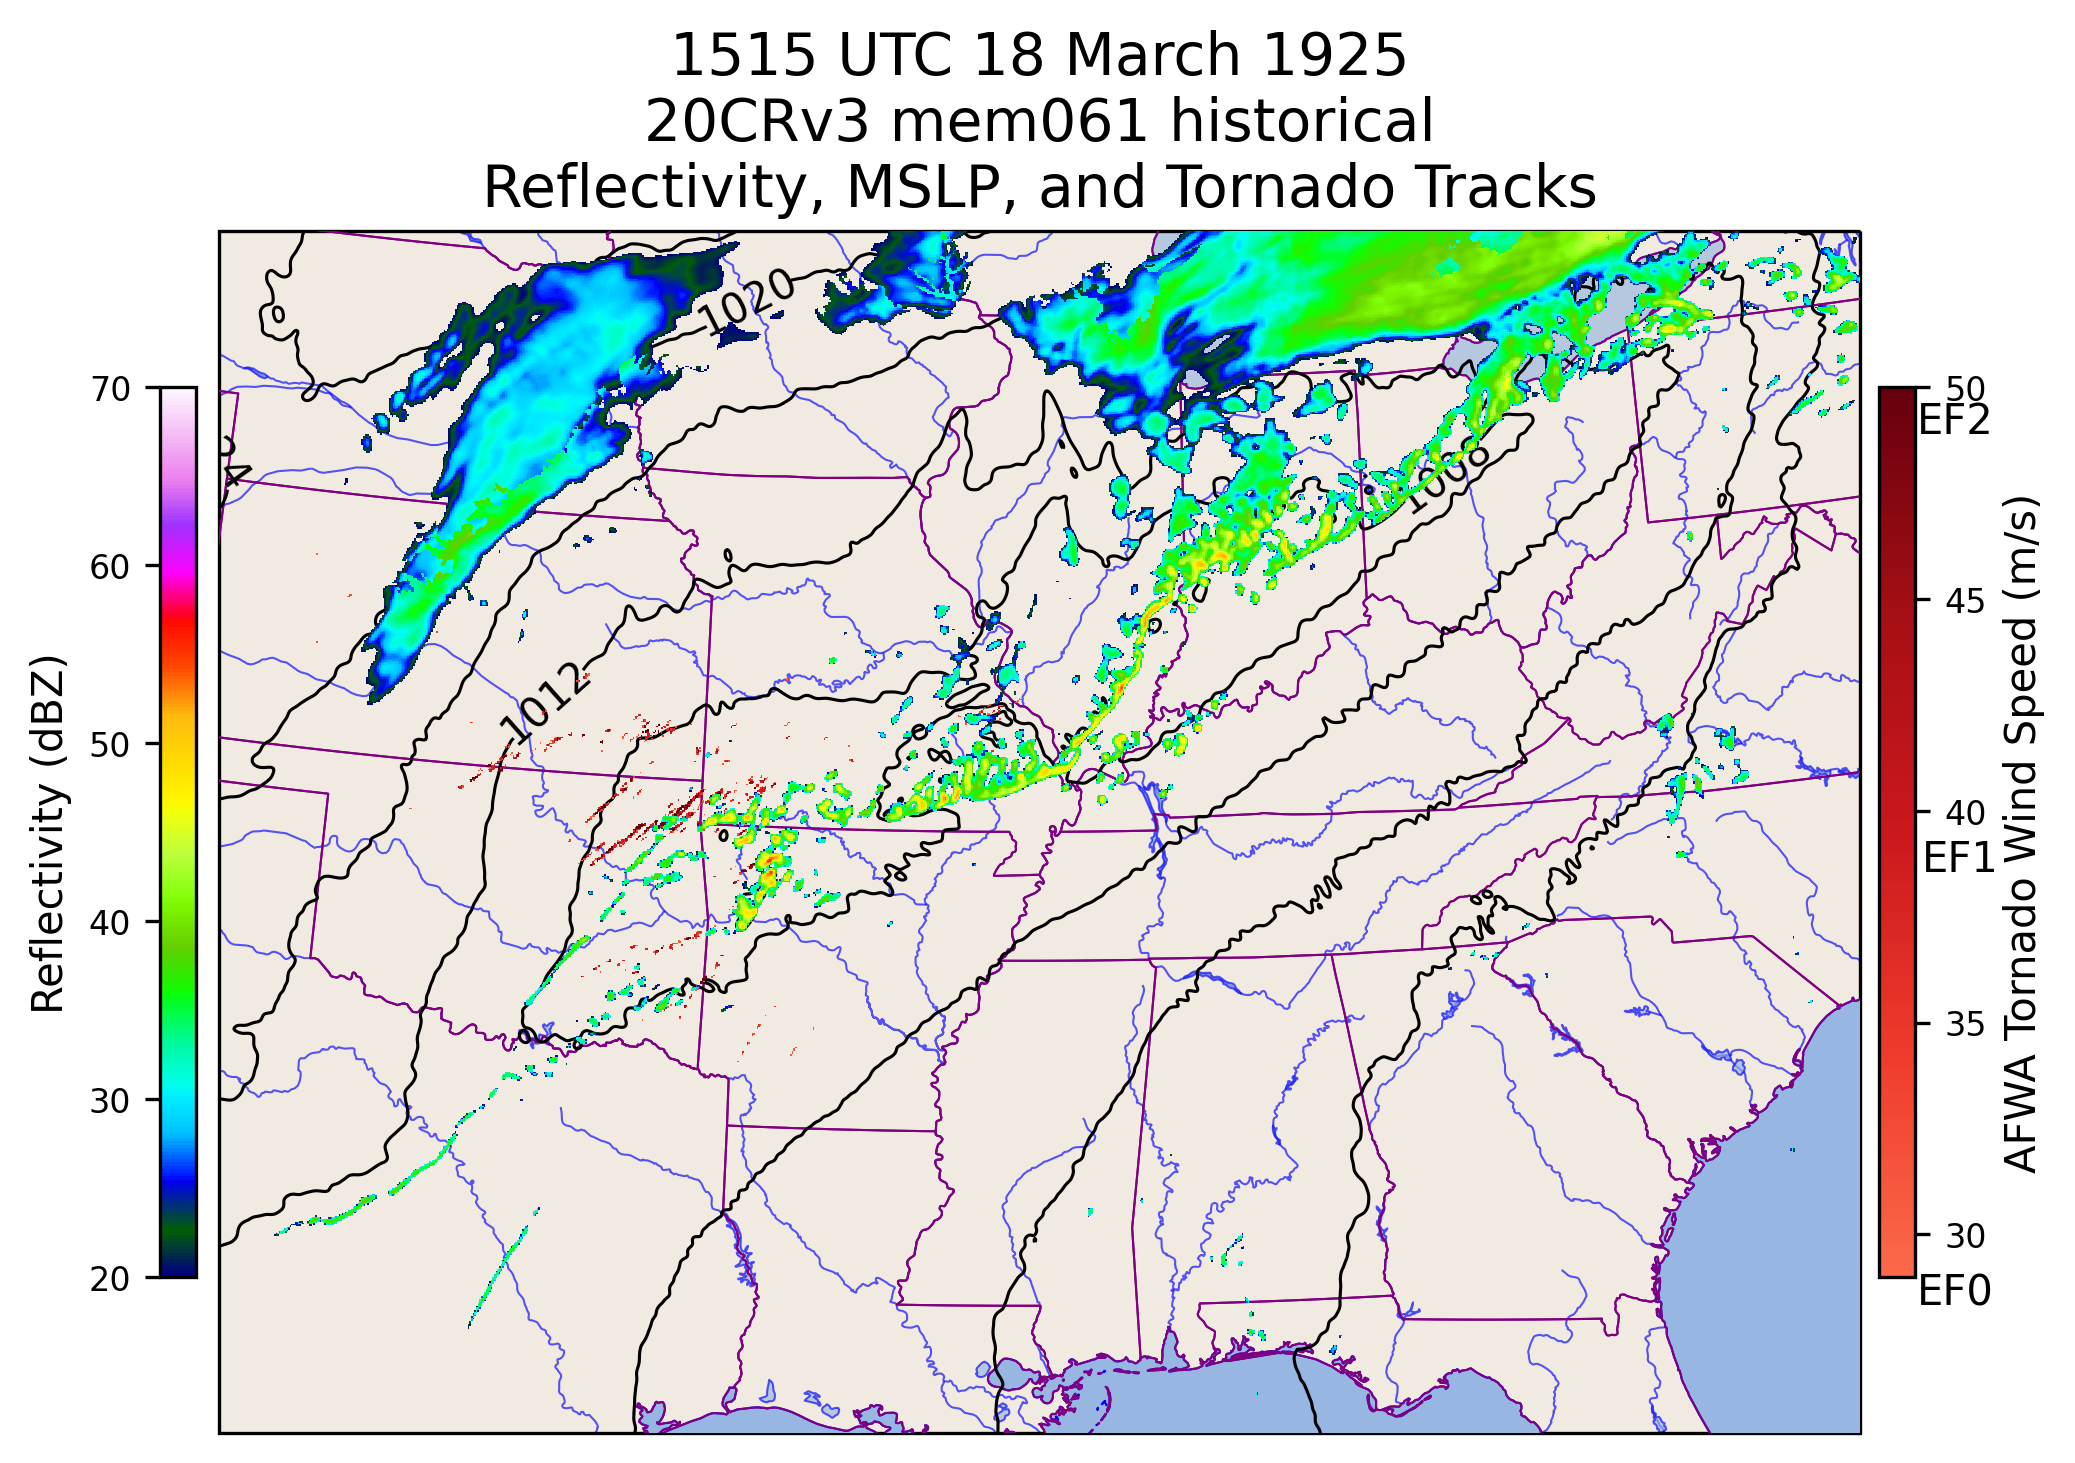 1515 UTC 18 March 1925
20CRv3 mem061 historical
Reflectivity, MSLP, and Tornado Tracks
1020
1008
1012
70
60
50
40
30
20
Reflectivity (dBZ)
50
EF2
45
40
EF1
35
30
EF0
AFWA Tornado Wind Speed (m/s)